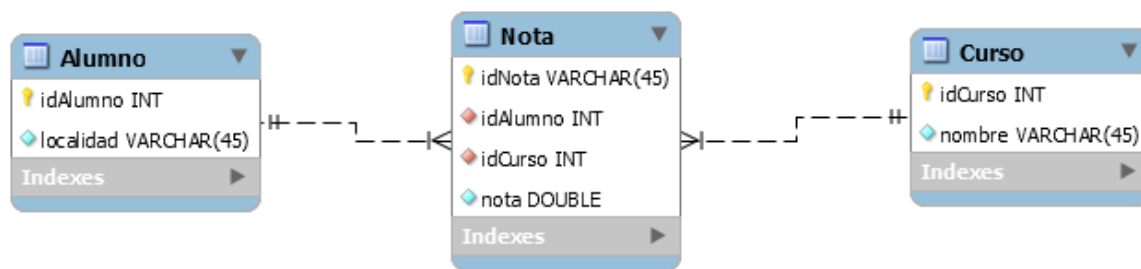 Alumno
idAlumno INT
localidad VARCHAR(45)
Indexes
Nota
idNota VARCHAR(45)
idAlumno INT
idCurso INT
nota DOUBLE
Indexes
Curso
idCurso INT
nombre VARCHAR(45)
Indexes